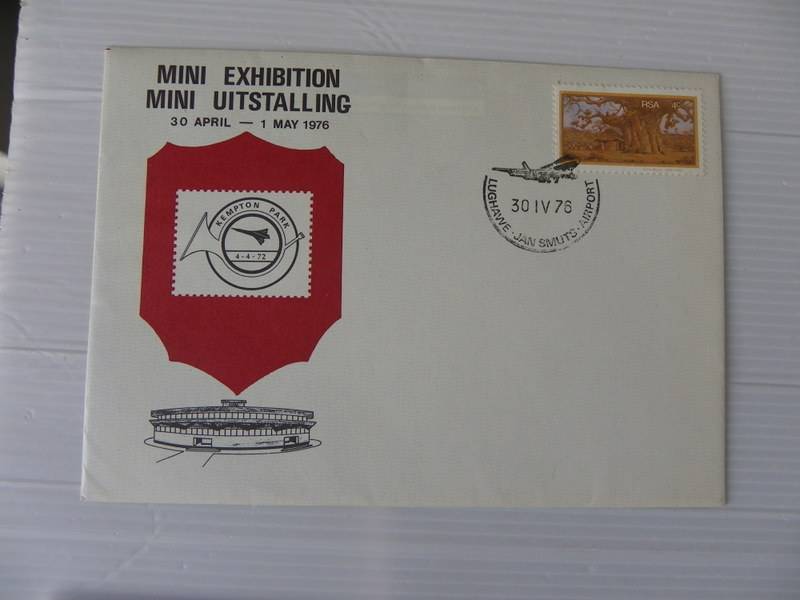 MINI EXHIBITION
MINI UITSTALLING
30 APRIL — 1 MAY 1976
KEMPTON PARK
4-4-72
RSA 4c
30 IV 76
LUGHAWE · JAN SMUTS · AIRPORT